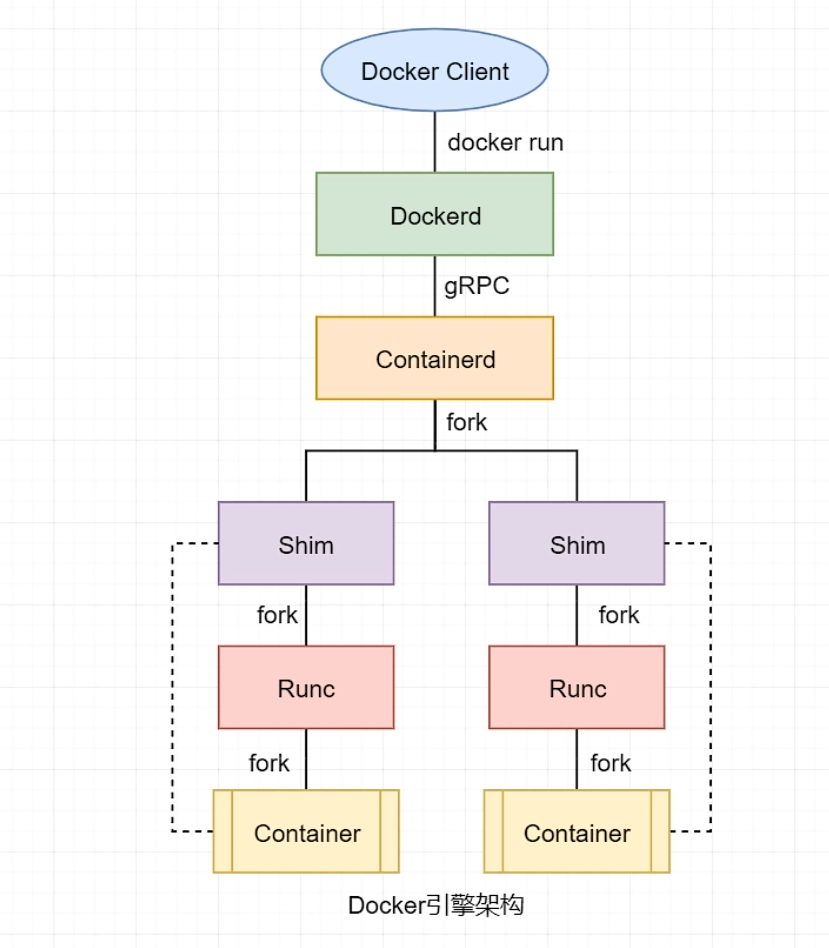 Docker Client
docker run
Dockerd
gRPC
Containerd
fork
Shim
Shim
fork
fork
Runc
Runc
fork
fork
Container
Container
Docker引擎架构